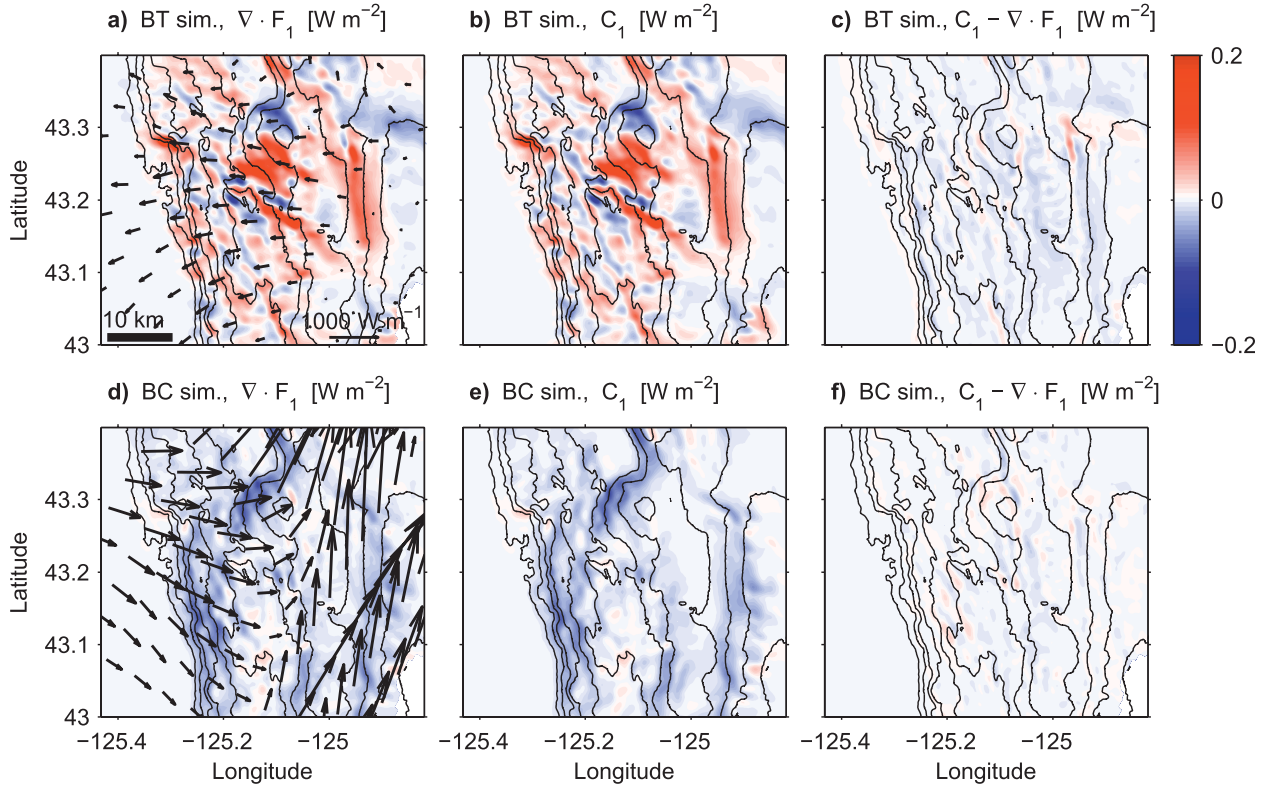 a) BT sim., ∇ · F₁ [W m⁻²]
b) BT sim., C₁ [W m⁻²]
c) BT sim., C₁ − ∇ · F₁ [W m⁻²]
Latitude
43.3
43.2
43.1
43
10 km
1000 W m⁻¹
0.2
0
−0.2
d) BC sim., ∇ · F₁ [W m⁻²]
e) BC sim., C₁ [W m⁻²]
f) BC sim., C₁ − ∇ · F₁ [W m⁻²]
Latitude
43.3
43.2
43.1
43
−125.4 −125.2 −125
−125.4 −125.2 −125
−125.4 −125.2 −125
Longitude
Longitude
Longitude